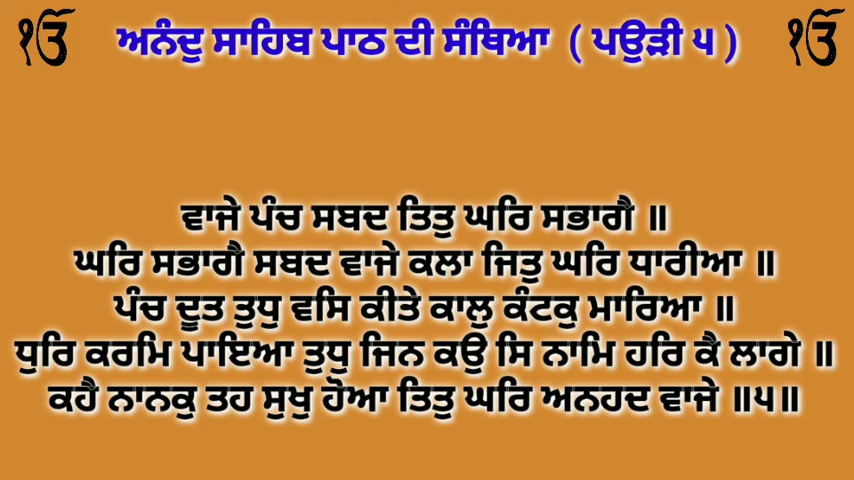 ੴ ਅਨੰਦੁ ਸਾਹਿਬ ਪਾਠ ਦੀ ਸੰਥਿਆ ( ਪਉੜੀ ੫ ) ੴ
ਵਾਜੇ ਪੰਚ ਸਬਦ ਤਿਤੁ ਘਰਿ ਸਭਾਗੈ ॥
ਘਰਿ ਸਭਾਗੈ ਸਬਦ ਵਾਜੇ ਕਲਾ ਜਿਤੁ ਘਰਿ ਧਾਰੀਆ ॥
ਪੰਚ ਦੂਤ ਤੁਧੁ ਵਸਿ ਕੀਤੇ ਕਾਲੁ ਕੰਟਕੁ ਮਾਰਿਆ ॥
ਧੁਰਿ ਕਰਮਿ ਪਾਇਆ ਤੁਧੁ ਜਿਨ ਕਉ ਸਿ ਨਾਮਿ ਹਰਿ ਕੈ ਲਾਗੇ ॥
ਕਹੈ ਨਾਨਕੁ ਤਹ ਸੁਖੁ ਹੋਆ ਤਿਤੁ ਘਰਿ ਅਨਹਦ ਵਾਜੇ ॥੫॥